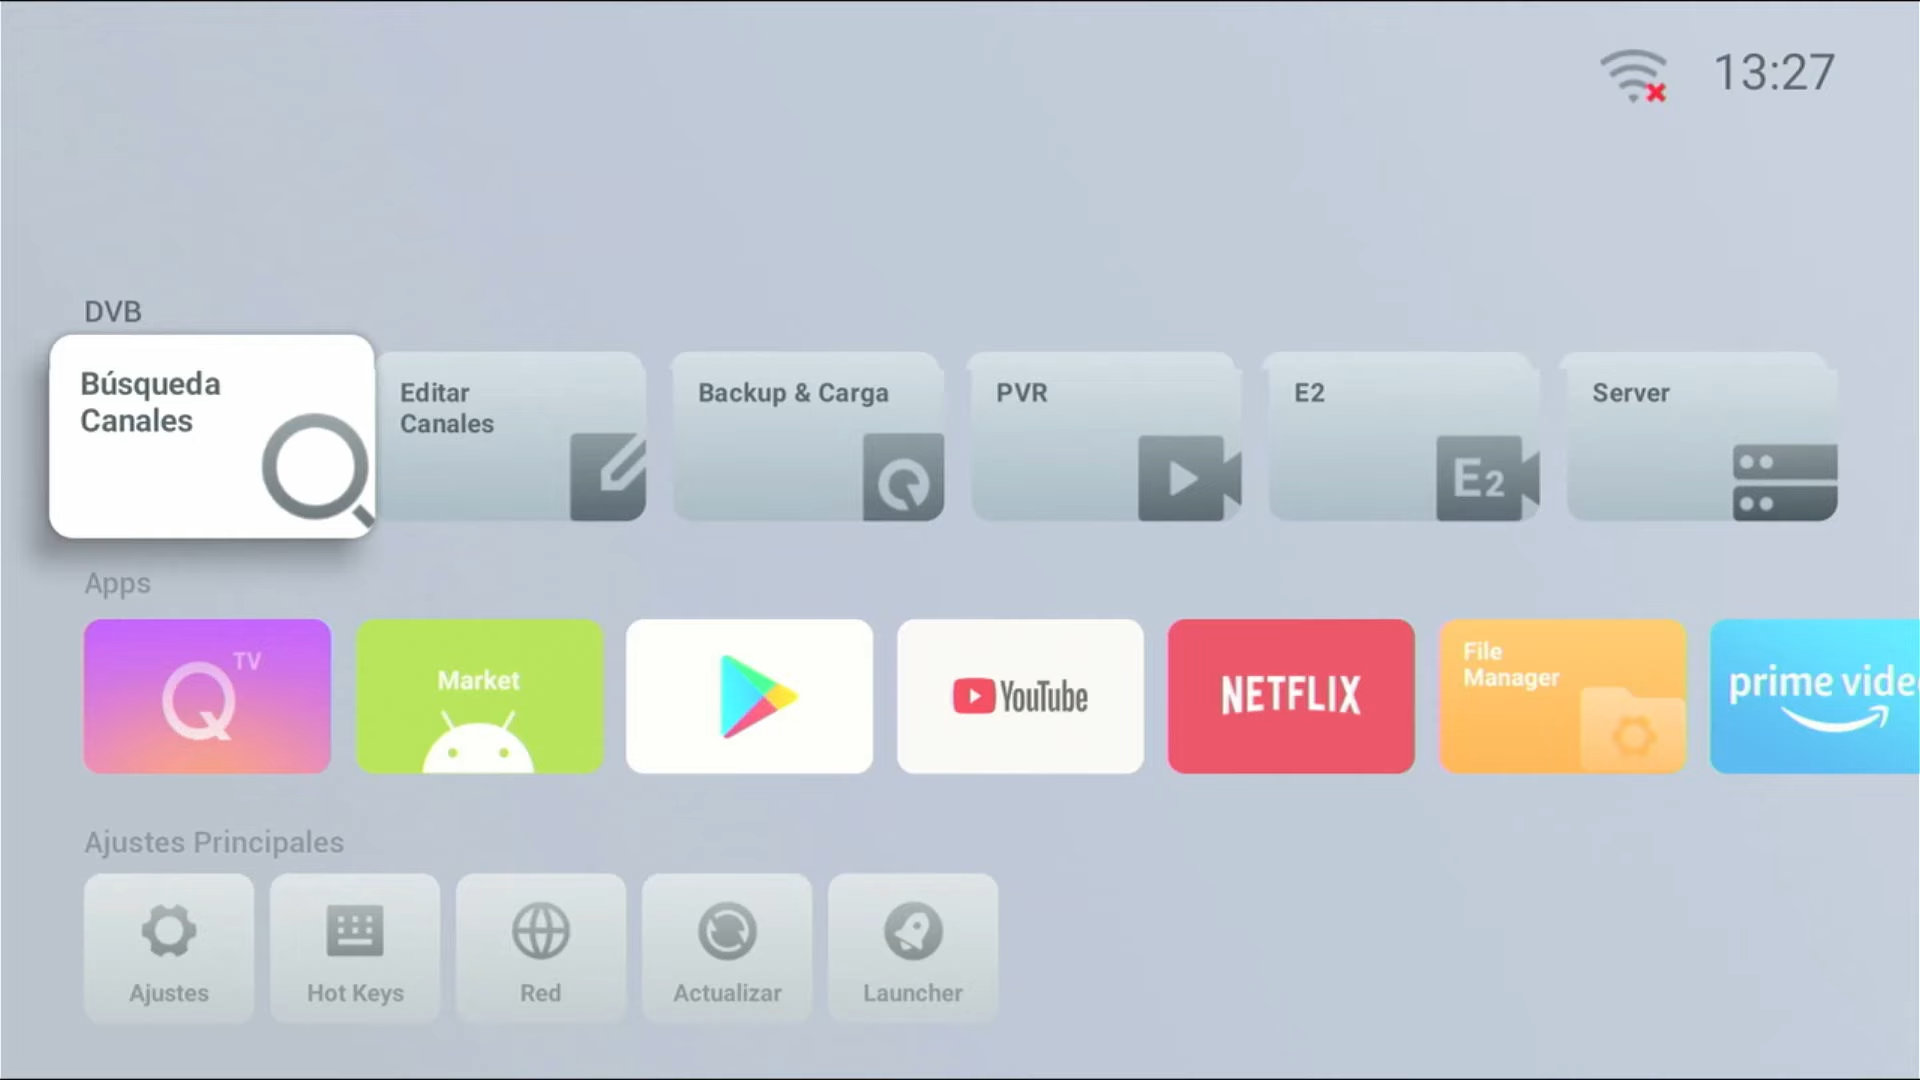 13:27
DVB
Búsqueda
Canales
Editar
Canales
Backup & Carga
PVR
E2
E2
Server
Apps
Q TV
Market
YouTube
NETFLIX
File
Manager
prime vide
Ajustes Principales
Ajustes
Hot Keys
Red
Actualizar
Launcher